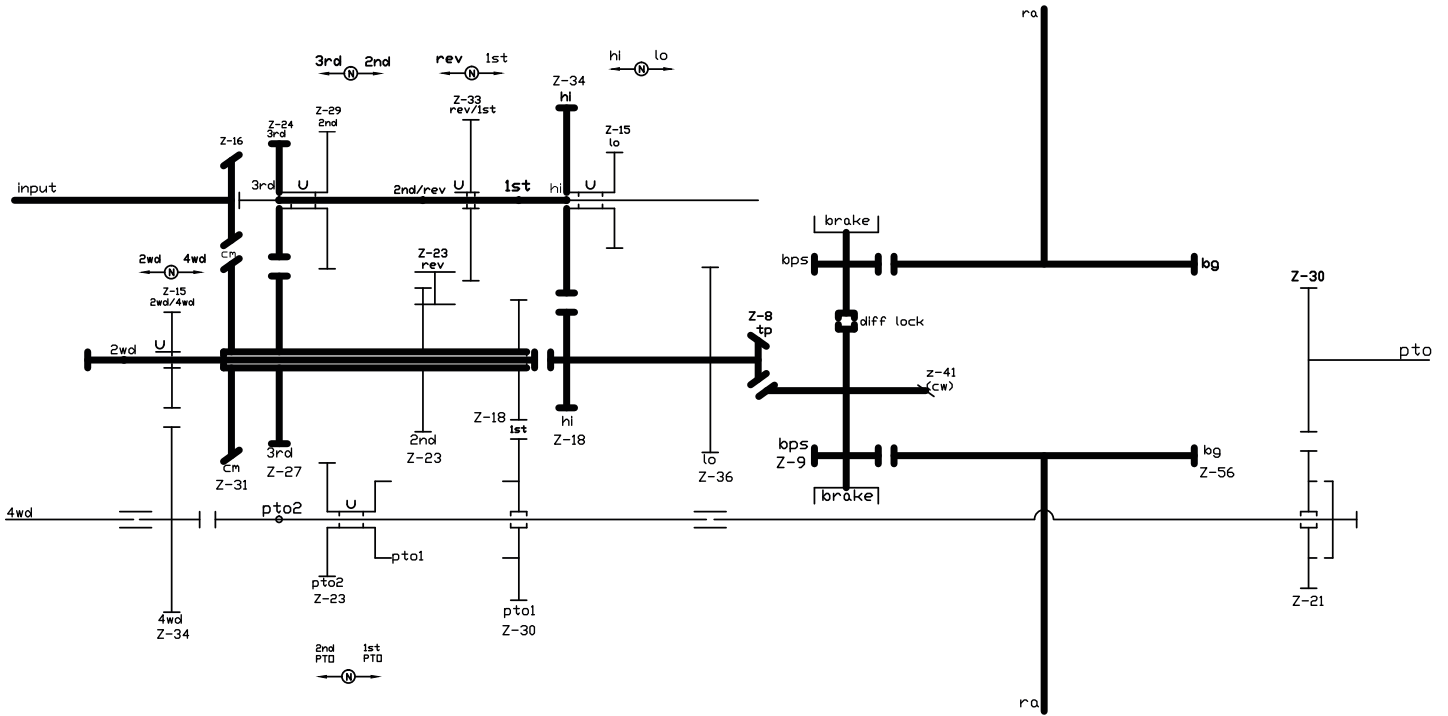 ra
3rd 2nd
N
rev 1st
N
hi lo
N
Z-34
hi
Z-33
rev/1st
Z-29
2nd
Z-24
3rd
Z-15
lo
Z-16
input
3rd
U
2nd/rev
U
1st
hi
U
brake
cm
2wd 4wd
N
Z-15
2wd/4wd
Z-23
rev
bps
bg
Z-30
U
2wd
Z-8
tp
diff lock
pto
z-41
(cw)
Z-18
1st
hi
Z-18
2nd
Z-23
3rd
Z-27
cm
Z-31
lo
Z-36
bps
Z-9
bg
Z-56
brake
4wd
pto2
U
pto1
pto2
Z-23
pto1
Z-30
4wd
Z-34
Z-21
2nd
PTO
1st
PTO
N
ra